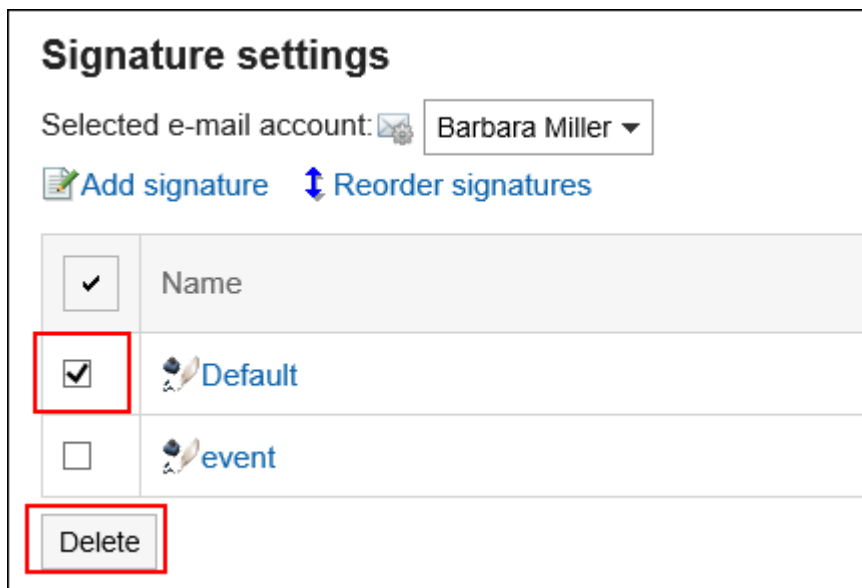 Signature settings
Selected e-mail account: Barbara Miller
Add signature Reorder signatures
Name
Default
event
Delete